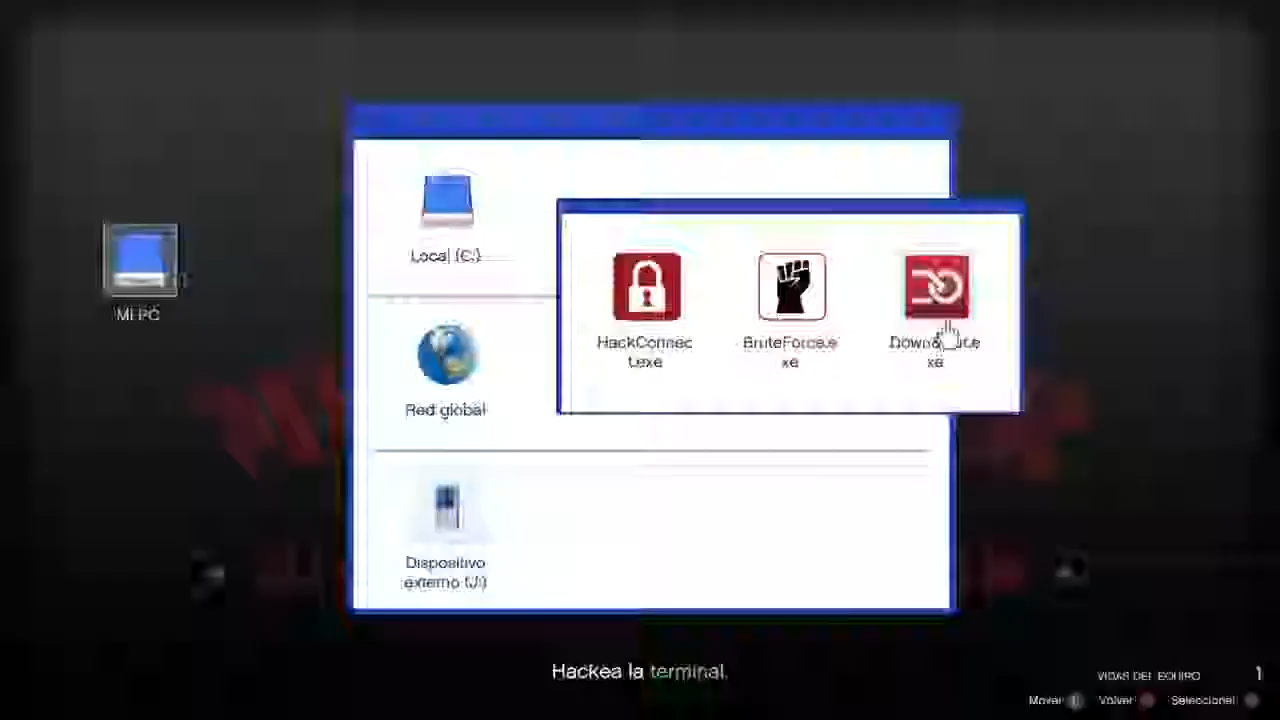 Local (C:)
HackConnec
t.exe
BruteForce.e
xe
xe
Mi PC
Red global
Dispositivo
externo (J:)
Hackea la terminal.
VIDAS DEL EQUIPO 1
Mover Volver Seleccionar